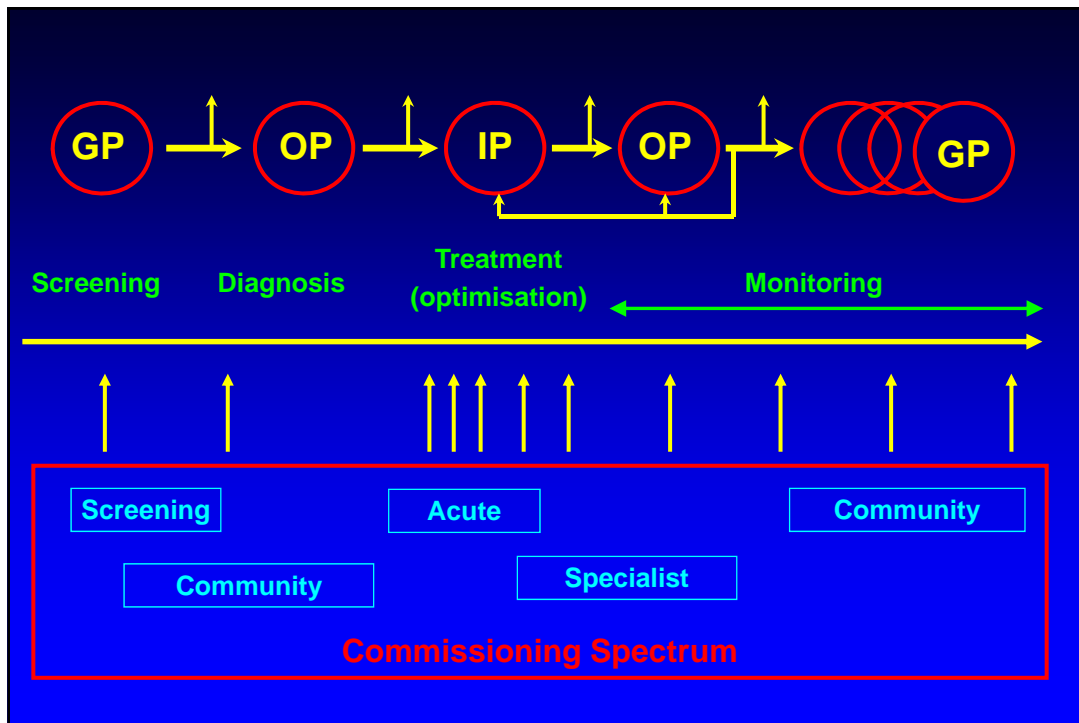 GP
OP
IP
OP
GP
Screening
Diagnosis
Treatment
(optimisation)
Monitoring
Screening
Acute
Community
Community
Specialist
Commissioning Spectrum